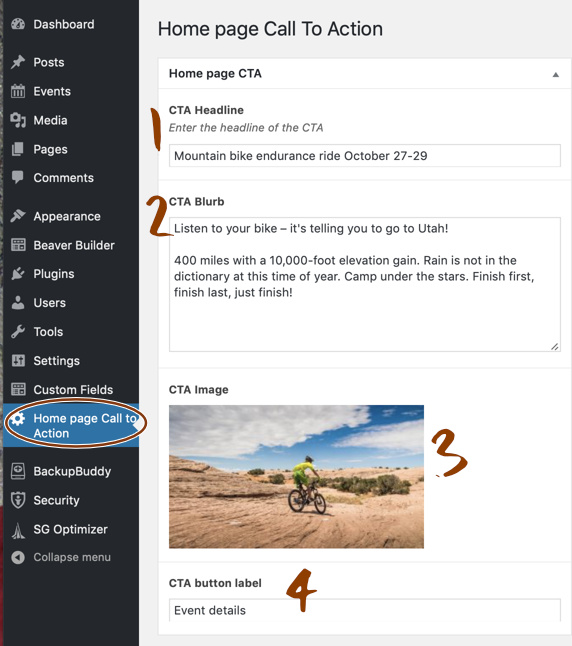 Dashboard
Posts
Events
Media
Pages
Comments
Appearance
Beaver Builder
Plugins
Users
Tools
Settings
Custom Fields
Home page Call to
Action
BackupBuddy
Security
SG Optimizer
Collapse menu
Home page Call To Action
Home page CTA
1
CTA Headline
Enter the headline of the CTA
Mountain bike endurance ride October 27-29
2
CTA Blurb
Listen to your bike – it's telling you to go to Utah!
400 miles with a 10,000-foot elevation gain. Rain is not in the
dictionary at this time of year. Camp under the stars. Finish first,
finish last, just finish!
CTA Image
3
CTA button label
4
Event details